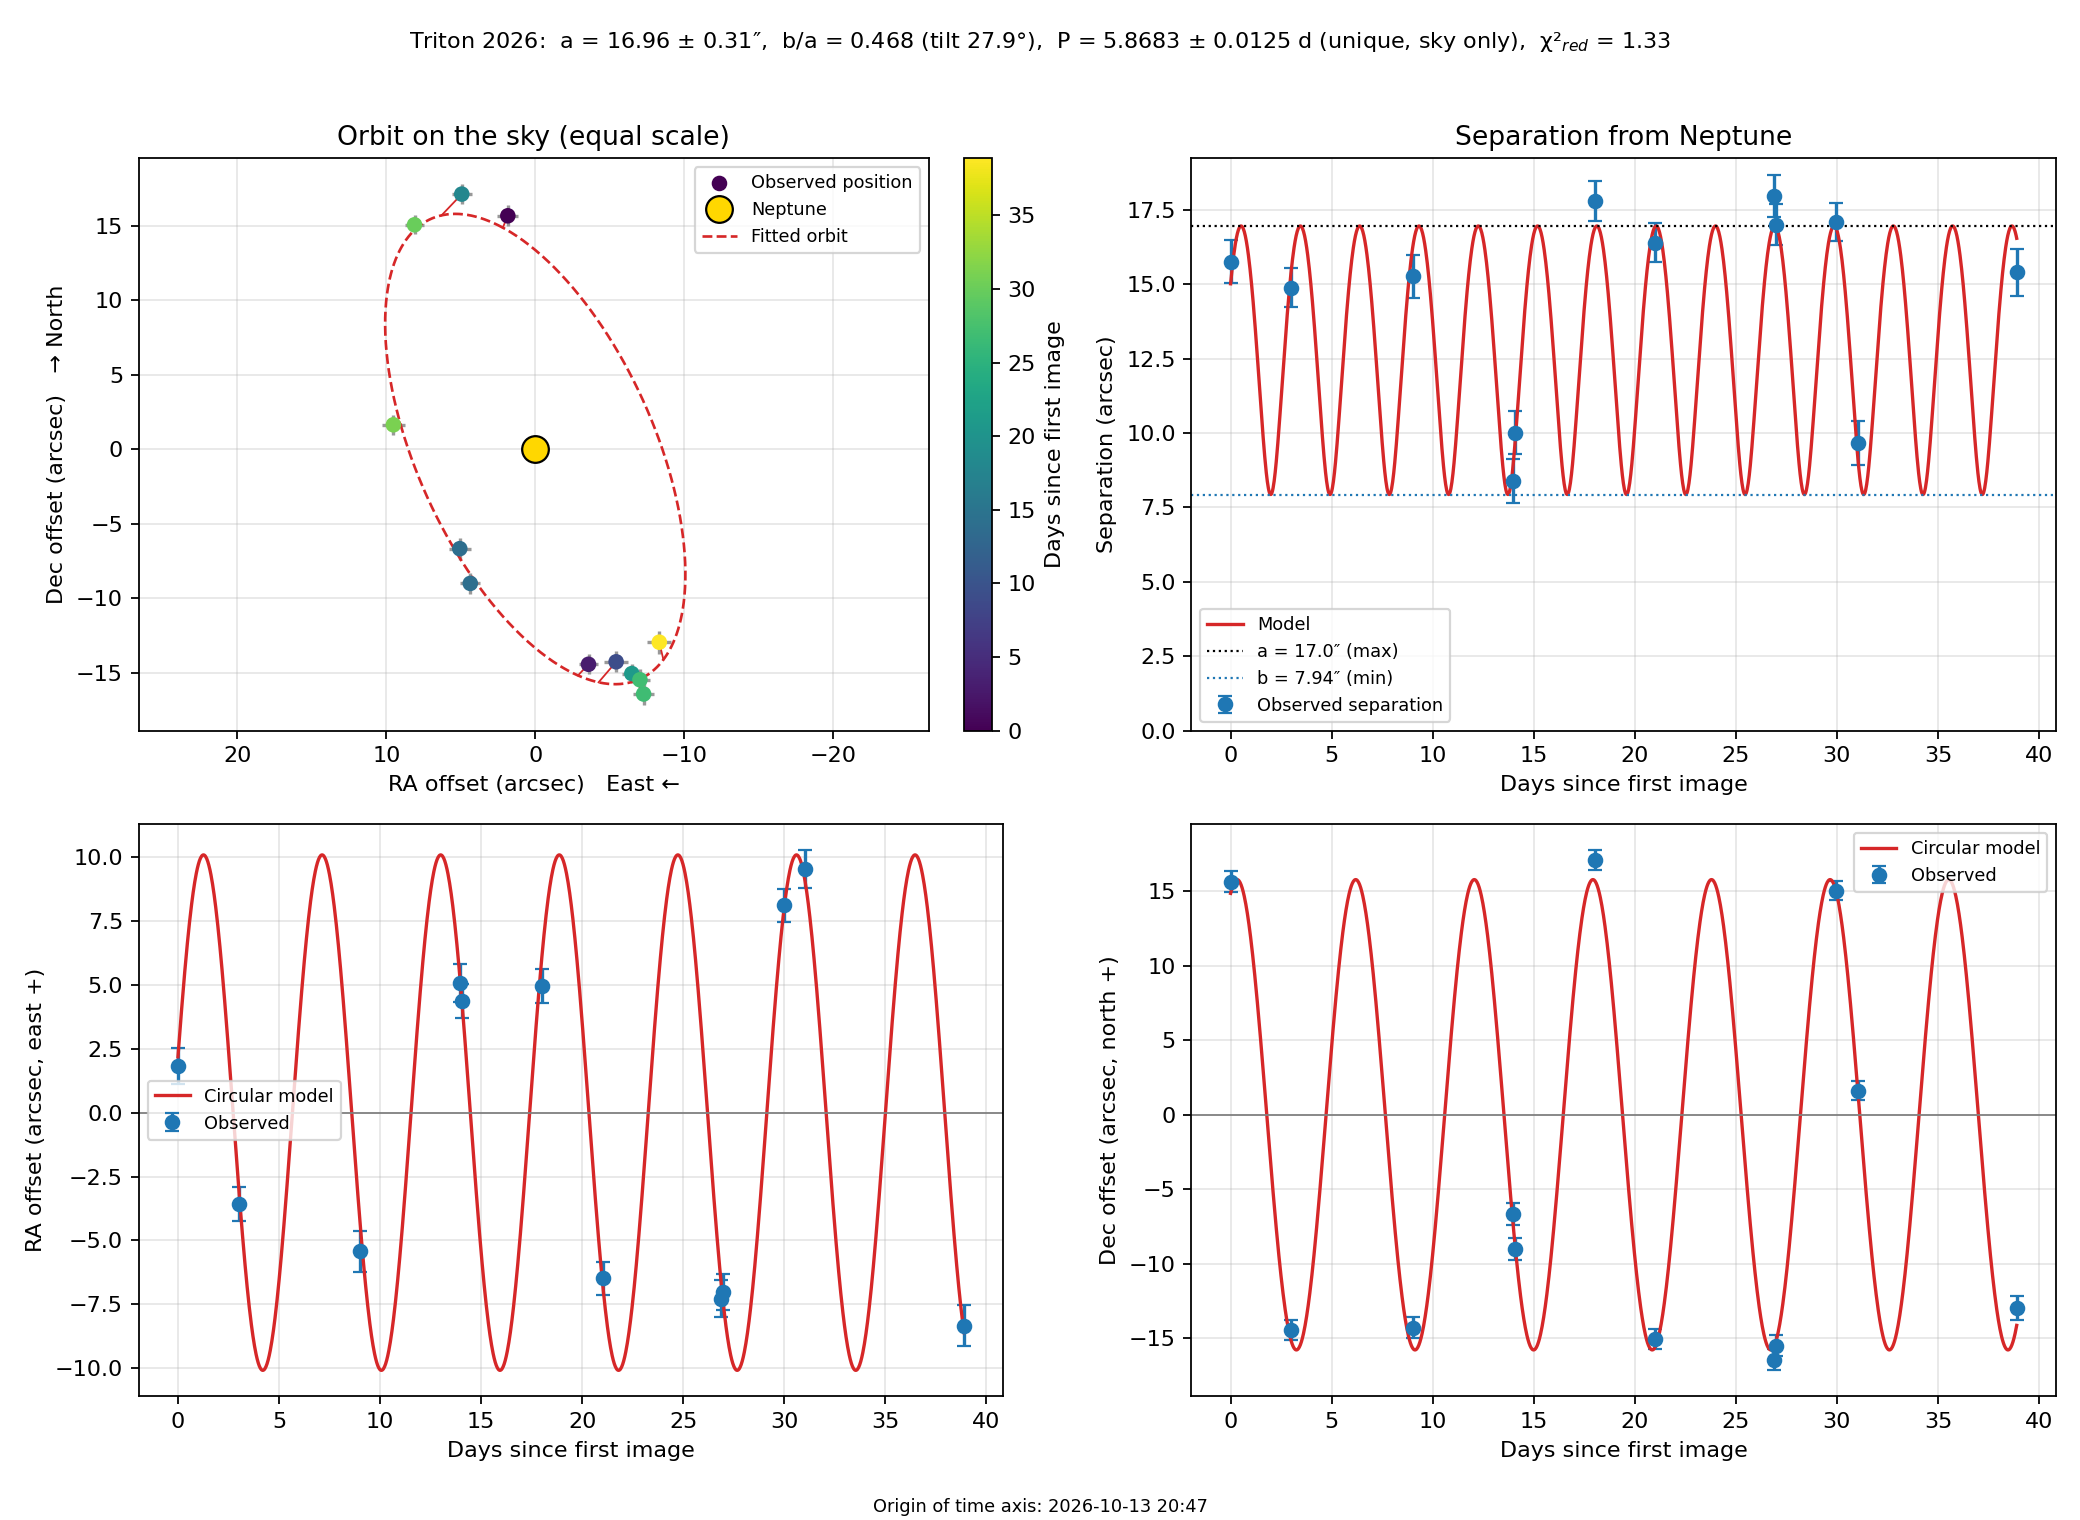 Triton 2026:  a = 16.96 ± 0.31″,  b/a = 0.468 (tilt 27.9°),  P = 5.8683 ± 0.0125 d (unique, sky only),  χ²red = 1.33
Orbit on the sky (equal scale)
Observed position
Neptune
Fitted orbit
15
10
5
0
−5
−10
−15
Dec offset (arcsec)   → North
20
10
0
−10
−20
RA offset (arcsec)   East ←
35
30
25
20
15
10
5
0
Days since first image
Separation from Neptune
17.5
15.0
12.5
10.0
7.5
5.0
2.5
0.0
Separation (arcsec)
Model
a = 17.0″ (max)
b = 7.94″ (min)
Observed separation
0
5
10
15
20
25
30
35
40
Days since first image
10.0
7.5
5.0
2.5
0.0
−2.5
−5.0
−7.5
−10.0
RA offset (arcsec, east +)
Circular model
Observed
0
5
10
15
20
25
30
35
40
Days since first image
15
10
5
0
−5
−10
−15
Dec offset (arcsec, north +)
Circular model
Observed
0
5
10
15
20
25
30
35
40
Days since first image
Origin of time axis: 2026-10-13 20:47